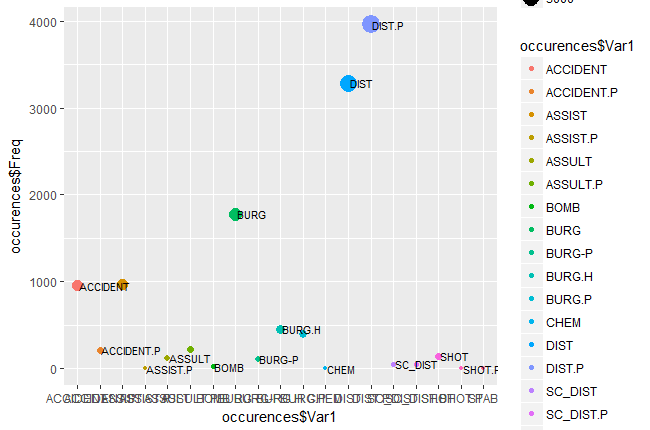 3000
4000
3000
2000
1000
0
occurences$Freq
DIST.P
DIST
BURG
ACCIDENT
ACCIDENT.P
ASSIST.P
ASSULT
BOMB
BURG-P
BURG.H
CHEM
SC_DIST
SHOT
SHOT.P
occurences$Var1
occurences$Var1
ACCIDENT
ACCIDENT.P
ASSIST
ASSIST.P
ASSULT
ASSULT.P
BOMB
BURG
BURG-P
BURG.H
BURG.P
CHEM
DIST
DIST.P
SC_DIST
SC_DIST.P